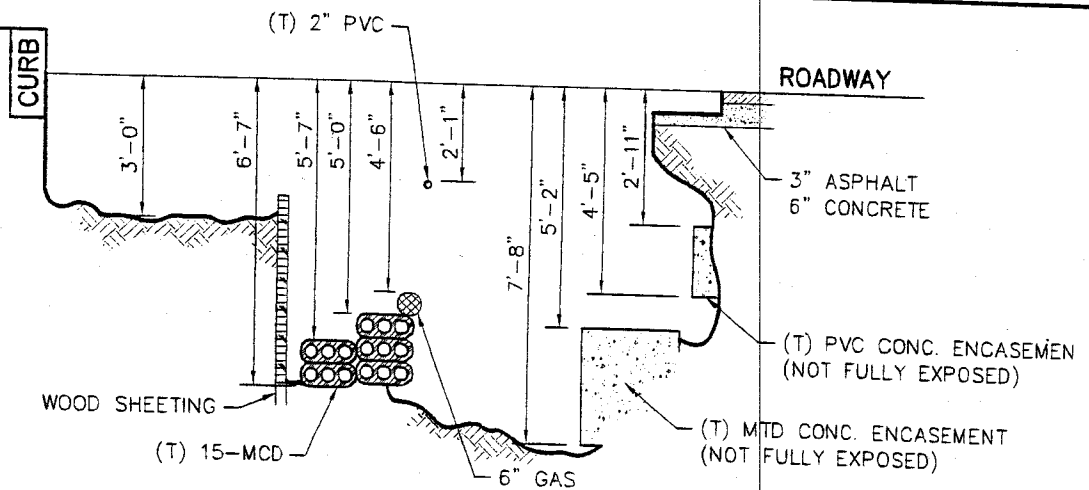 (T) 2" PVC
CURB
ROADWAY
3'-0"
6'-7"
5'-7"
5'-0"
4'-6"
2'-1"
7'-8"
5'-2"
4'-5"
2'-11"
3" ASPHALT
6" CONCRETE
(T) PVC CONC. ENCASEMEN
(NOT FULLY EXPOSED)
WOOD SHEETING
(T) 15-MCD
6" GAS
(T) MTD CONC. ENCASEMENT
(NOT FULLY EXPOSED)